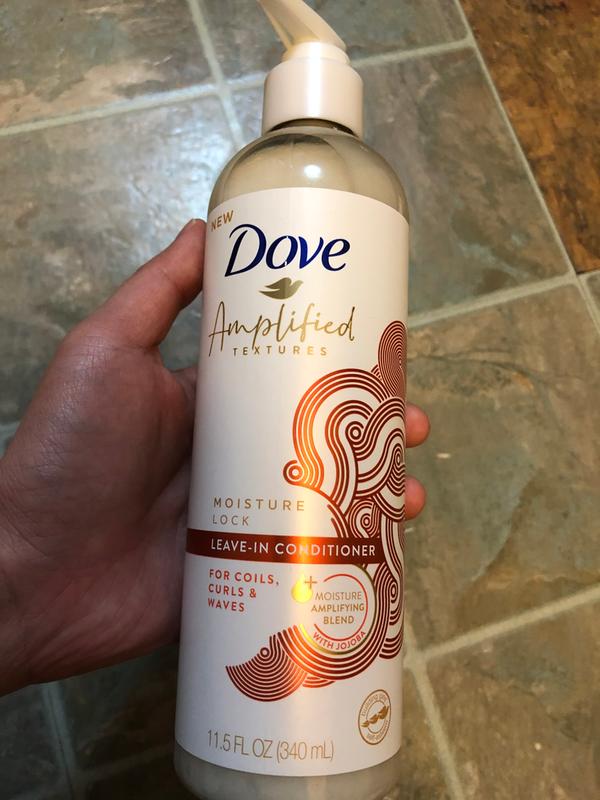 NEW
Dove
Amplified
TEXTURES
MOISTURE
LOCK
LEAVE-IN CONDITIONER
FOR COILS,
CURLS &
WAVES
+
MOISTURE
AMPLIFYING
BLEND
WITH JOJOBA
11.5 FL OZ (340 mL)